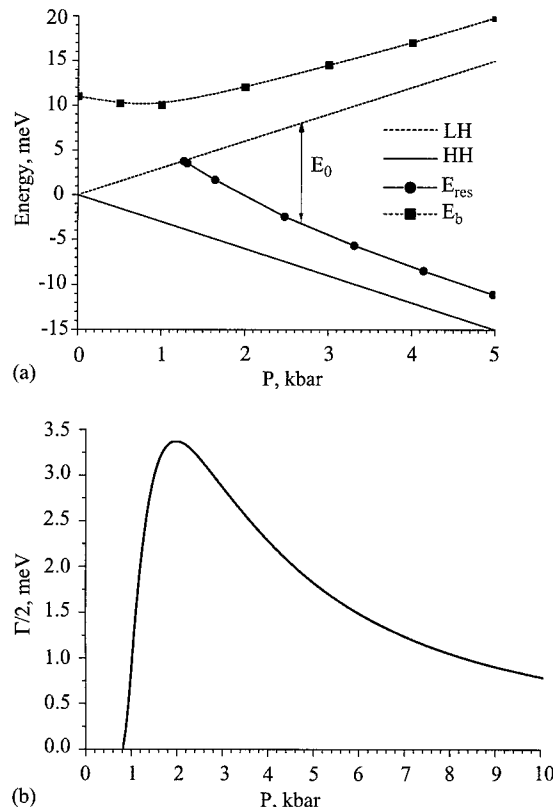 20
15
10
5
0
-5
-10
-15
Energy, meV
LH
HH
E_res
E_b
E_0
0 1 2 3 4 5
P, kbar
(a)
3.5
3.0
2.5
2.0
1.5
1.0
0.5
0.0
Γ/2, meV
0 1 2 3 4 5 6 7 8 9 10
P, kbar
(b)